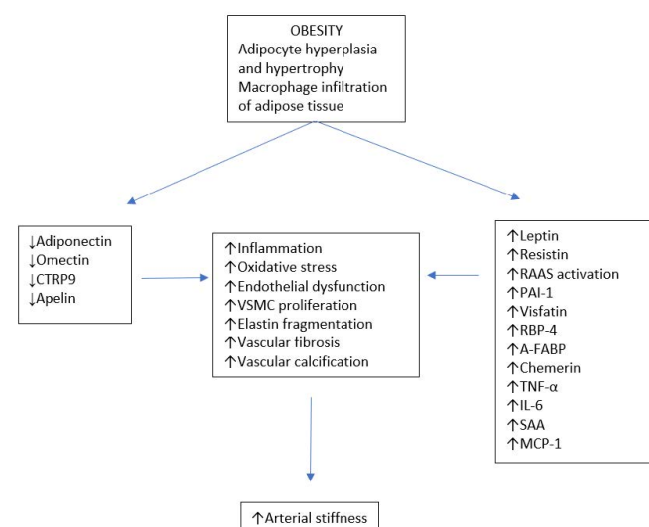 OBESITY
Adipocyte hyperplasia
and hypertrophy
Macrophage infiltration
of adipose tissue
↓Adiponectin
↓Omectin
↓CTRP9
↓Apelin
↑Inflammation
↑Oxidative stress
↑Endothelial dysfunction
↑VSMC proliferation
↑Elastin fragmentation
↑Vascular fibrosis
↑Vascular calcification
↑Leptin
↑Resistin
↑RAAS activation
↑PAI-1
↑Visfatin
↑RBP-4
↑A-FABP
↑Chemerin
↑TNF-α
↑IL-6
↑SAA
↑MCP-1
↑Arterial stiffness